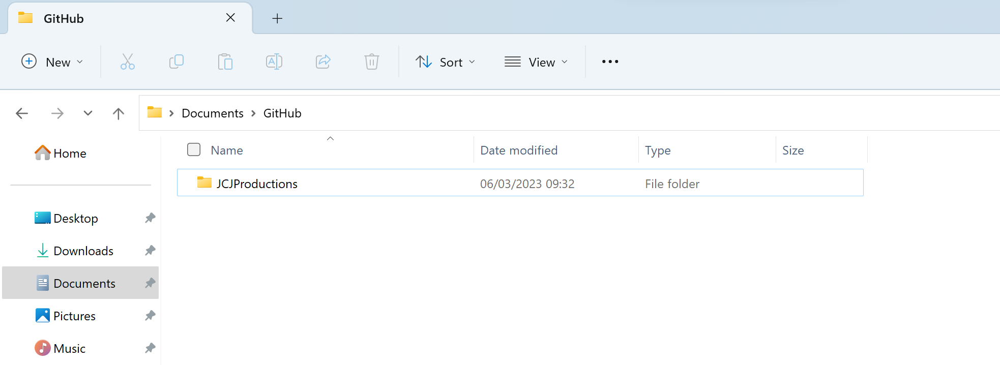 GitHub
New
Sort
View
Documents
GitHub
Home
Desktop
Downloads
Documents
Pictures
Music
Name Date modified Type Size
JCJProductions 06/03/2023 09:32 File folder